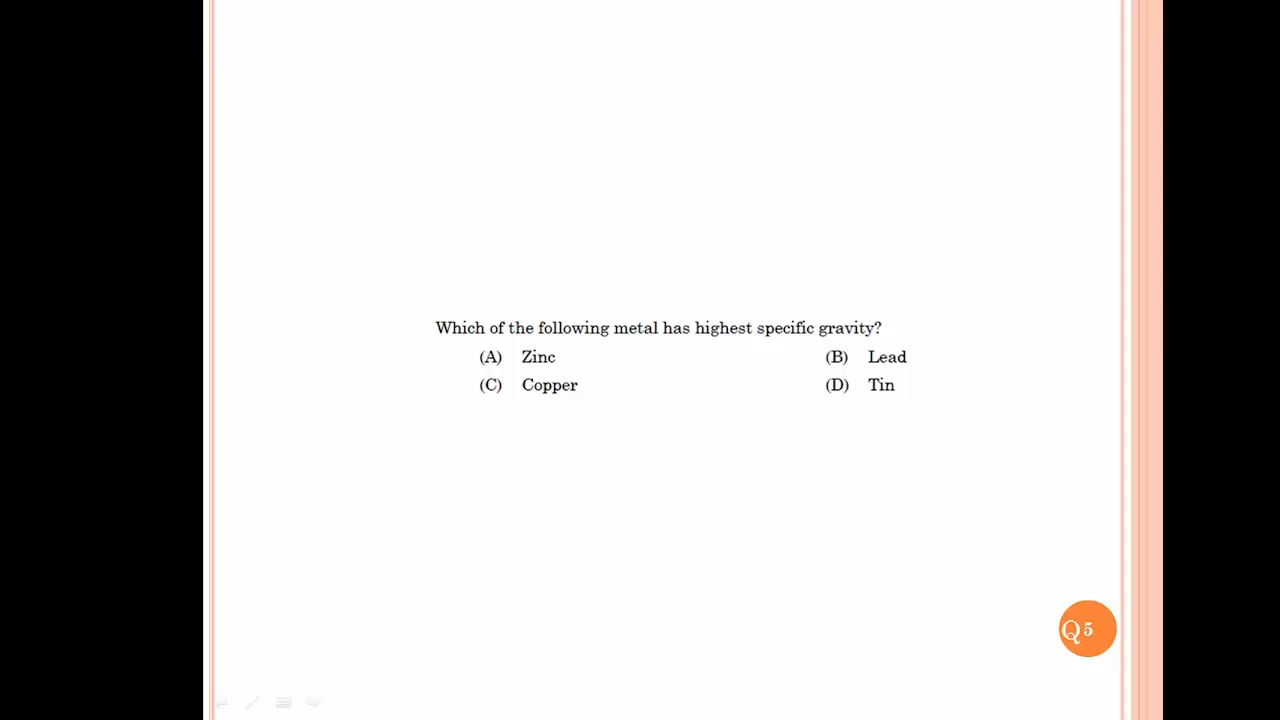 Which of the following metal has highest specific gravity?
(A) Zinc (B) Lead
(C) Copper (D) Tin
Q5